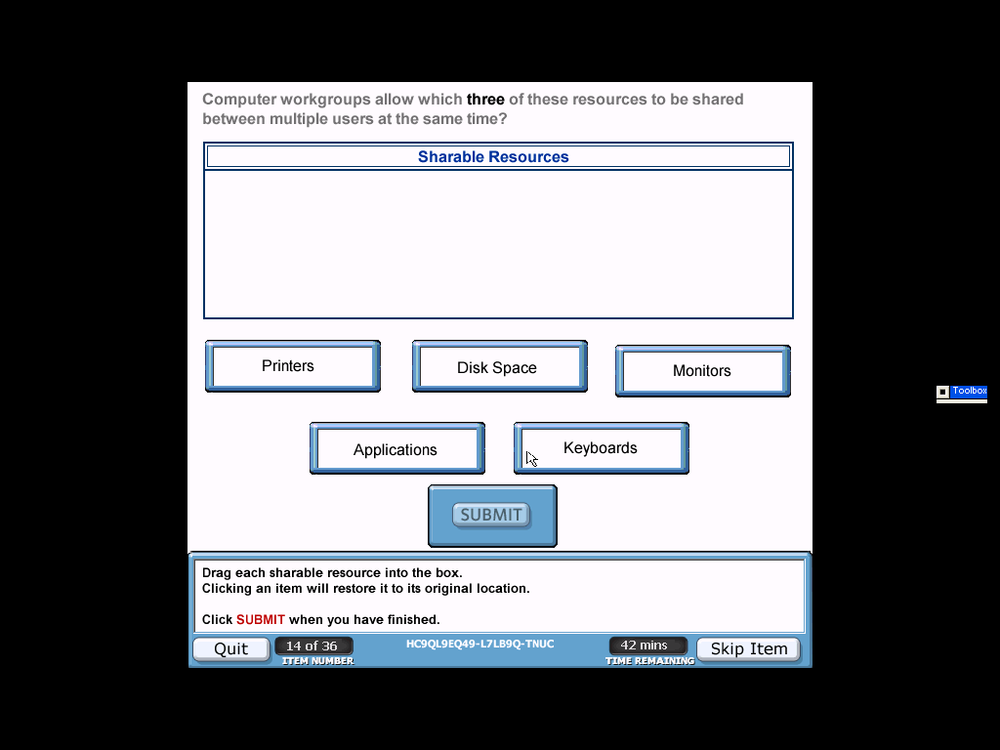 Computer workgroups allow which three of these resources to be shared
between multiple users at the same time?
Sharable Resources
Printers
Disk Space
Monitors
Toolbox
Applications
Keyboards
SUBMIT
Drag each sharable resource into the box.
Clicking an item will restore it to its original location.
Click SUBMIT when you have finished.
Quit
14 of 36
ITEM NUMBER
HC9QL9EQ49-L7LB9Q-TNUC
42 mins
TIME REMAINING
Skip Item